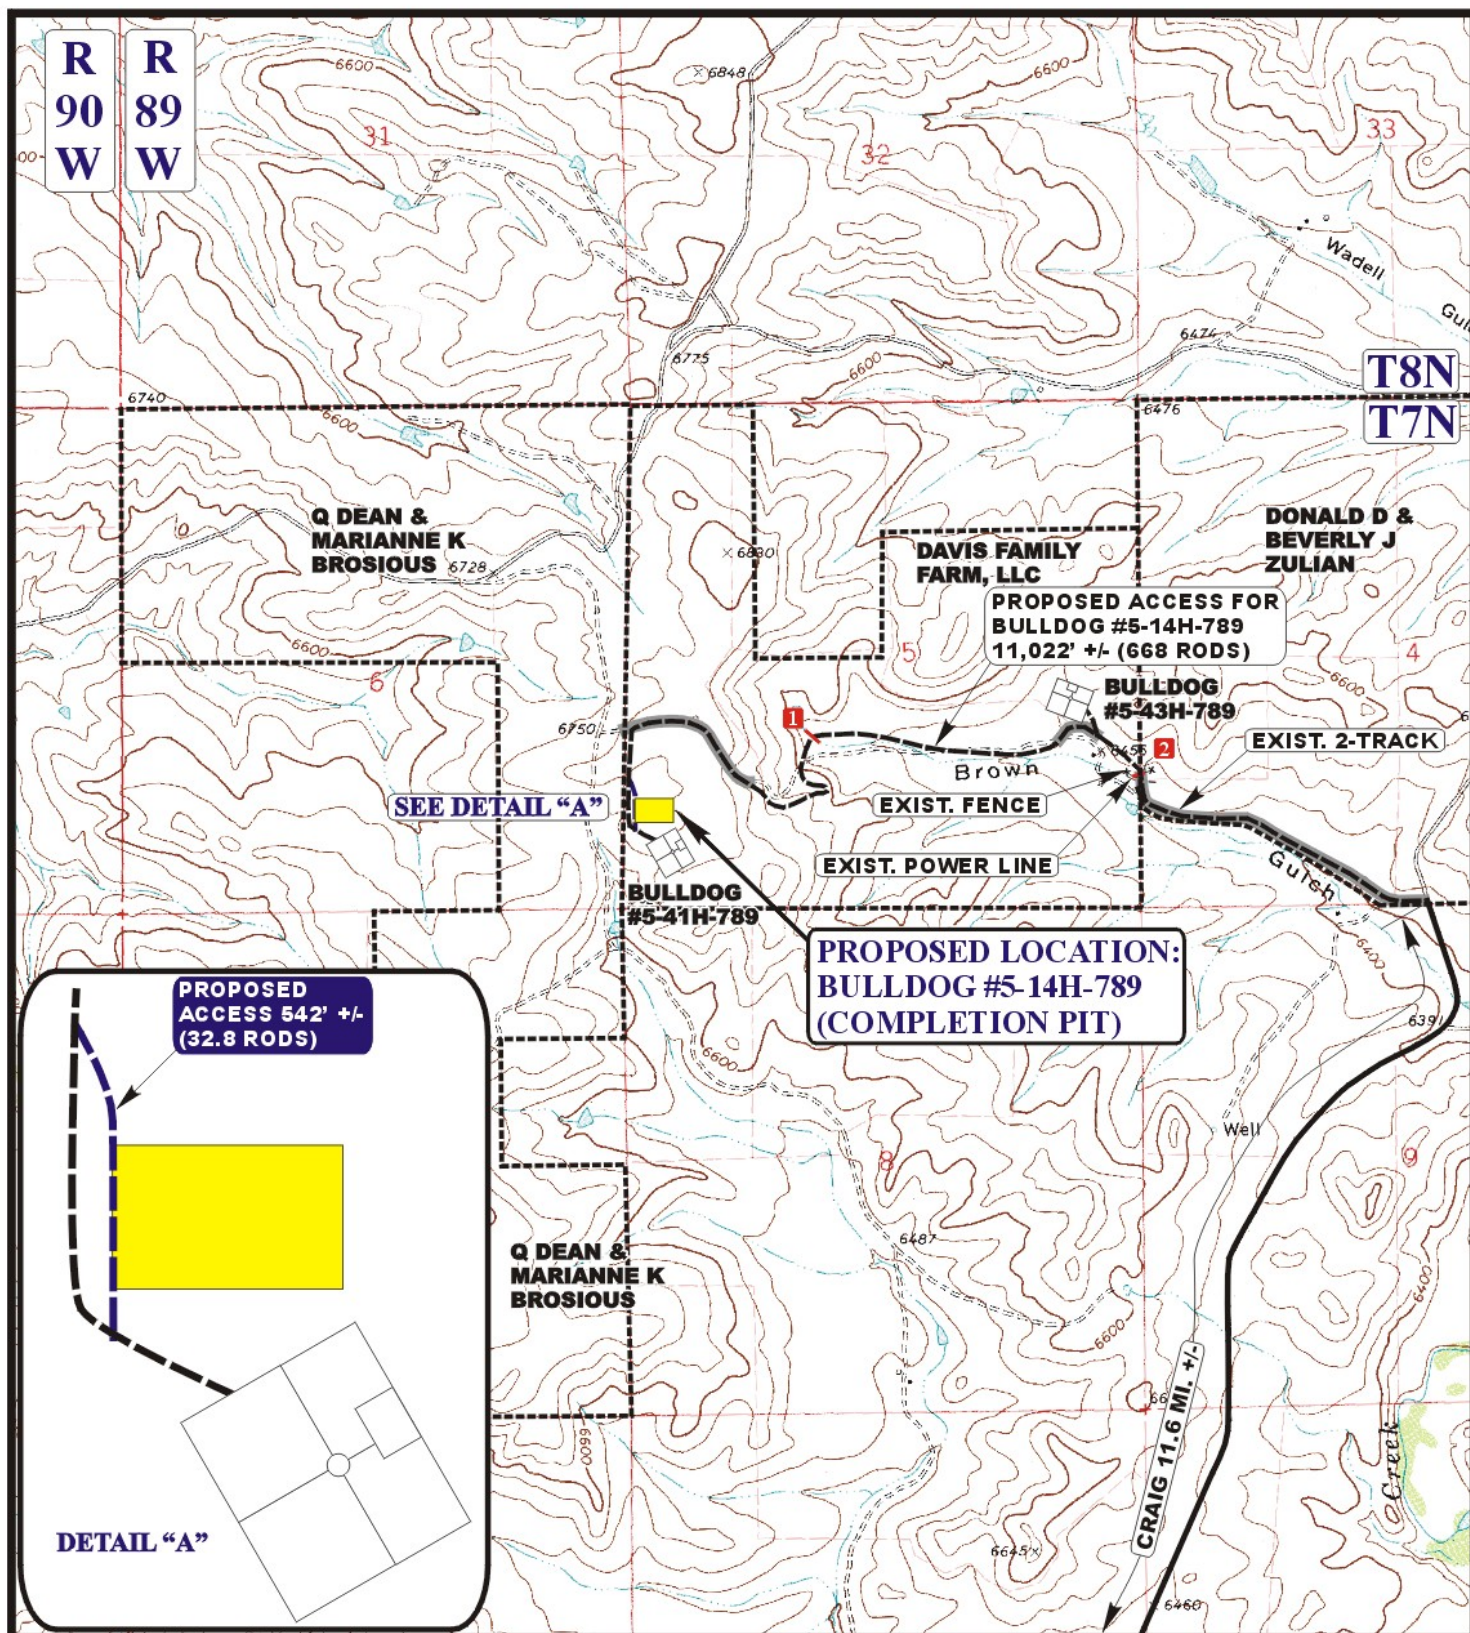 R
90
W
R
89
W
6600
6848
6600
31
32
33
Wadell
6474
6775
6600
T8N
T7N
6740
6600
6476
Q DEAN &
MARIANNE K
BROSIOUS
6728
6830
DAVIS FAMILY
FARM, LLC
DONALD D &
BEVERLY J
ZULIAN
PROPOSED ACCESS FOR
BULLDOG #5-14H-789
11,022' +/- (668 RODS)
6600
6
5
4
6600
BULLDOG
#5-43H-789
6750
1
2
EXIST. 2-TRACK
Brown
SEE DETAIL "A"
EXIST. FENCE
EXIST. POWER LINE
Gulch
BULLDOG
#5-41H-789
PROPOSED LOCATION:
BULLDOG #5-14H-789
(COMPLETION PIT)
6400
PROPOSED
ACCESS 542' +/-
(32.8 RODS)
6391
6600
Well
8
9
6487
Q DEAN &
MARIANNE K
BROSIOUS
6400
6600
6600
CRAIG 11.6 MI. +/-
Creek
DETAIL "A"
6645
6460